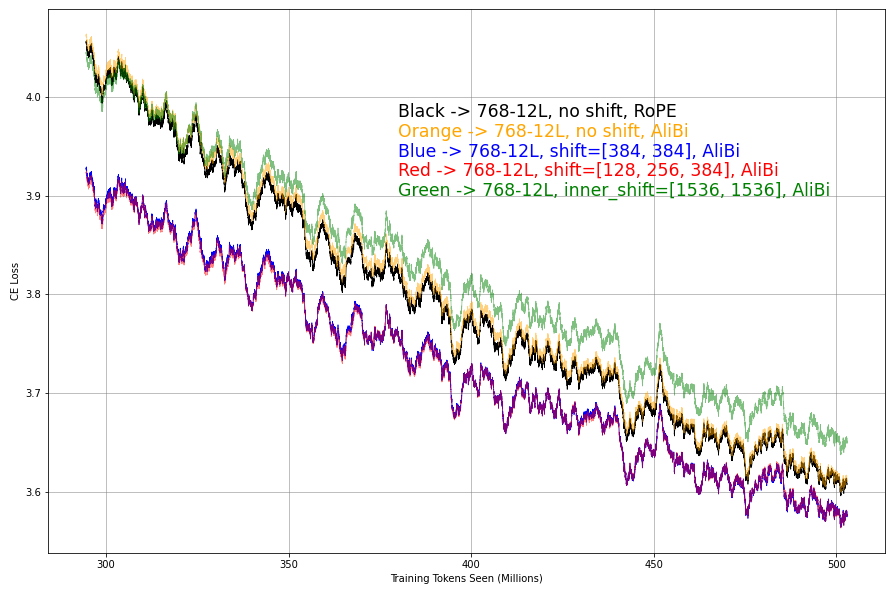 4.0
3.9
3.8
3.7
3.6
CE Loss
Black -> 768-12L, no shift, RoPE
Orange -> 768-12L, no shift, AliBi
Blue -> 768-12L, shift=[384, 384], AliBi
Red -> 768-12L, shift=[128, 256, 384], AliBi
Green -> 768-12L, inner_shift=[1536, 1536], AliBi
300 350 400 450 500
Training Tokens Seen (Millions)